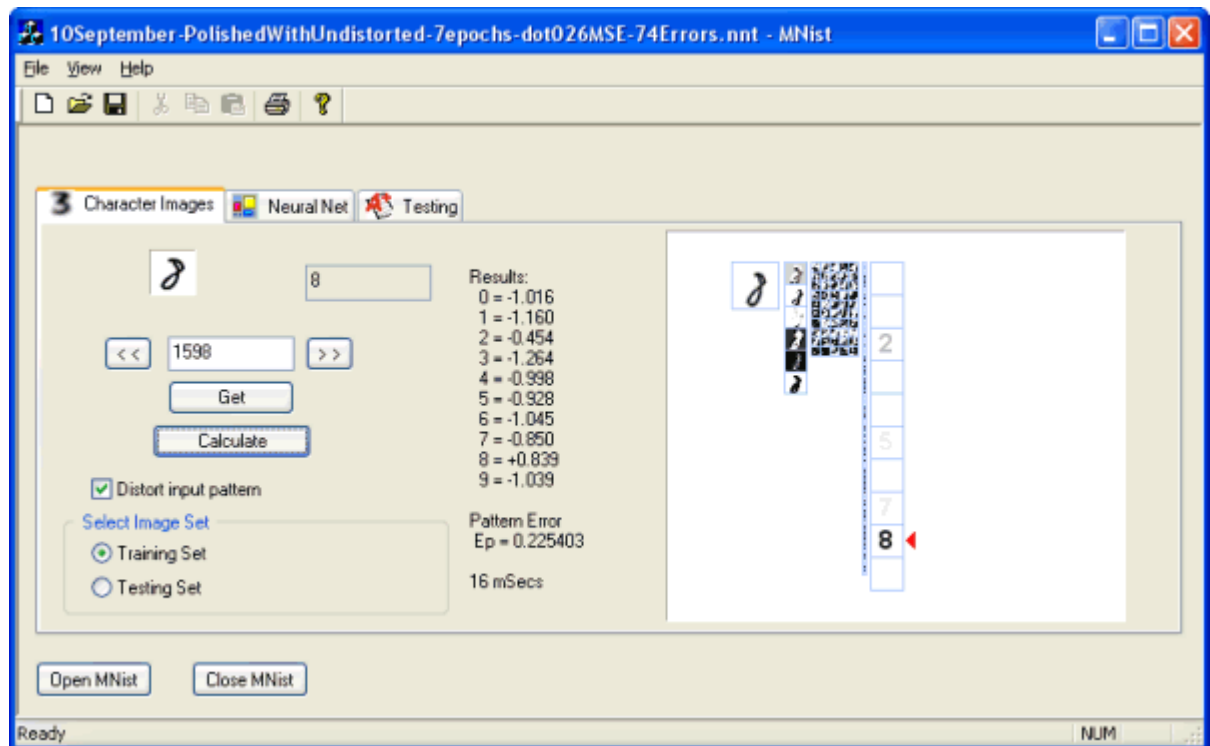 10September-PolishedWithUndistorted-7epochs-dot026MSE-74Errors.nnt - MNist
File View Help
3 Character Images Neural Net Testing
8 8
Results:
0 = -1.016
1 = -1.160
2 = -0.454
3 = -1.264
4 = -0.998
5 = -0.928
6 = -1.045
7 = -0.850
8 = +0.839
9 = -1.039
<< 1598 >>
Get
Calculate
Distort input pattern
Select Image Set
Training Set
Testing Set
Pattern Error
Ep = 0.225403
16 mSecs
8
2
5
7
8
Open MNist Close MNist
Ready NUM